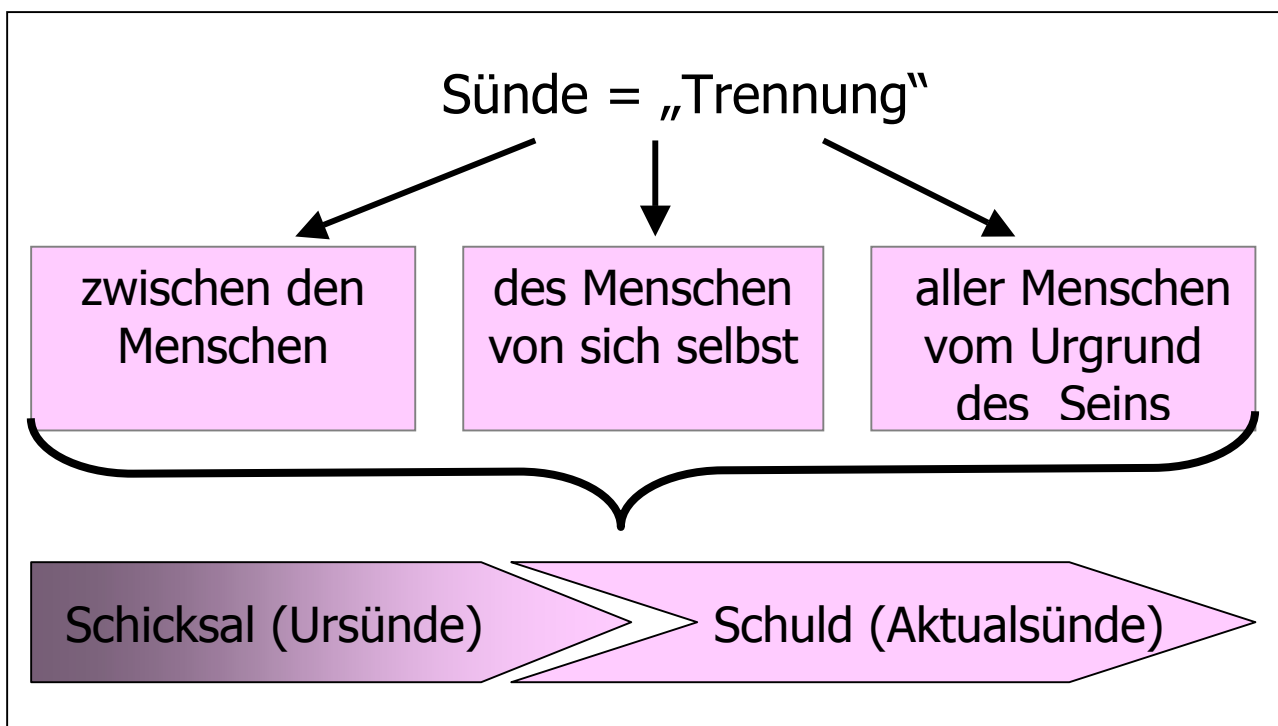 Sünde = „Trennung“
zwischen den
Menschen
des Menschen
von sich selbst
aller Menschen
vom Urgrund
des Seins
Schicksal (Ursünde)
Schuld (Aktualsünde)